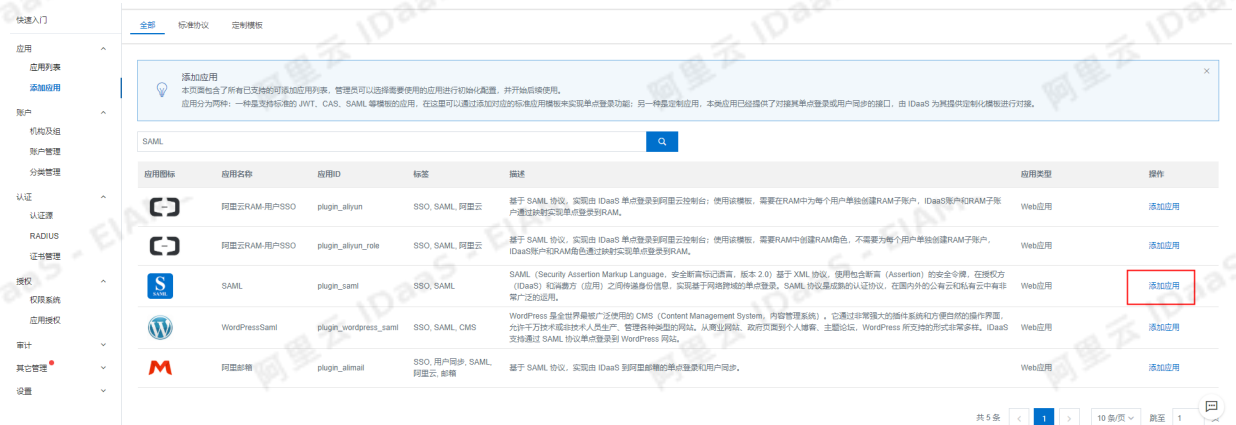 快速入门
应用
应用列表
添加应用
账户
机构及组
账户管理
分类管理
认证
认证源
RADIUS
证书管理
授权
权限系统
应用授权
审计
其它管理
设置
全部 标准协议 定制模板
添加应用
本页面包含了所有已支持的可添加应用列表，管理员可以选择需要使用的应用进行初始化配置，并开始后续使用。
应用分为两种：一种是支持标准的 JWT、CAS、SAML 等模板的应用，在这里可以通过添加对应的标准应用模板来实现单点登录功能；另一种是定制应用，本类应用已经提供了对接其单点登录或用户同步的接口，由 IDaaS 为其提供定制化模板进行对接。
SAML
应用图标 应用名称 应用ID 标签 描述 应用类型 操作
阿里云RAM-用户SSO plugin_aliyun SSO, SAML, 阿里云 Web应用 添加应用
基于 SAML 协议，实现由 IDaaS 单点登录到阿里云控制台；使用该模板，需要在RAM中为每个用户单独创建RAM子账户，IDaaS账户和RAM子账
户通过映射实现单点登录到RAM。
阿里云RAM-用户SSO plugin_aliyun_role SSO, SAML, 阿里云 Web应用 添加应用
基于 SAML 协议，实现由 IDaaS 单点登录到阿里云控制台；使用该模板，需要RAM中创建RAM角色，不需要为每个用户单独创建RAM子账户，
IDaaS账户和RAM角色通过映射实现单点登录到RAM。
SAML SAML plugin_saml SSO, SAML Web应用 添加应用
SAML（Security Assertion Markup Language，安全断言标记语言，版本 2.0）基于 XML 协议，使用包含断言（Assertion）的安全令牌，在授权方
（IDaaS）和消费方（应用）之间传递身份信息，实现基于网络跨域的单点登录。SAML 协议是成熟的认证协议，在国内外的公有云和私有云中有非
常广泛的运用。
WordPressSaml plugin_wordpress_saml SSO, SAML, CMS Web应用 添加应用
WordPress 是全世界最被广泛使用的 CMS（Content Management System，内容管理系统）。它通过非常强大的插件系统和方便自然的操作界面，
允许千万技术或非技术人员生产、管理各种类型的网站。从商业网站、政府页面到个人博客、主题论坛，WordPress 所支持的形式非常多样。IDaaS
支持通过 SAML 协议单点登录到 WordPress 网站。
阿里邮箱 plugin_alimail SSO, 用户同步, SAML, Web应用 添加应用
阿里云, 邮箱
基于 SAML 协议，实现由 IDaaS 到阿里邮箱的单点登录和用户同步。
共 5 条 < 1 > 10 条/页 跳至 1
阿里云 IDaaS - EIAM